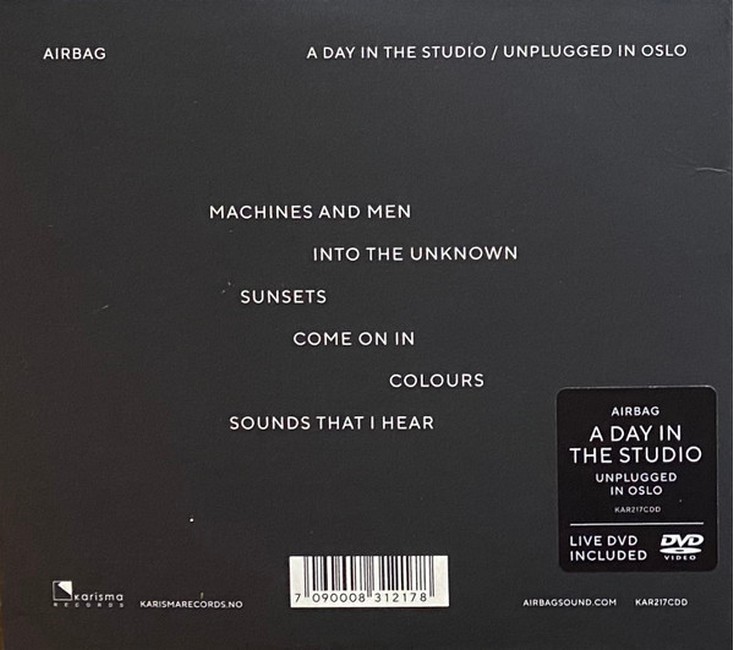 AIRBAG
A DAY IN THE STUDIO / UNPLUGGED IN OSLO
MACHINES AND MEN
INTO THE UNKNOWN
SUNSETS
COME ON IN
COLOURS
SOUNDS THAT I HEAR
AIRBAG
A DAY IN
THE STUDIO
UNPLUGGED
IN OSLO
KAR217CDD
LIVE DVD
INCLUDED
DVD
VIDEO
karisma
RECORDS
KARISMARECORDS.NO
7 090008 312178
AIRBAGSOUND.COM
KAR217CDD